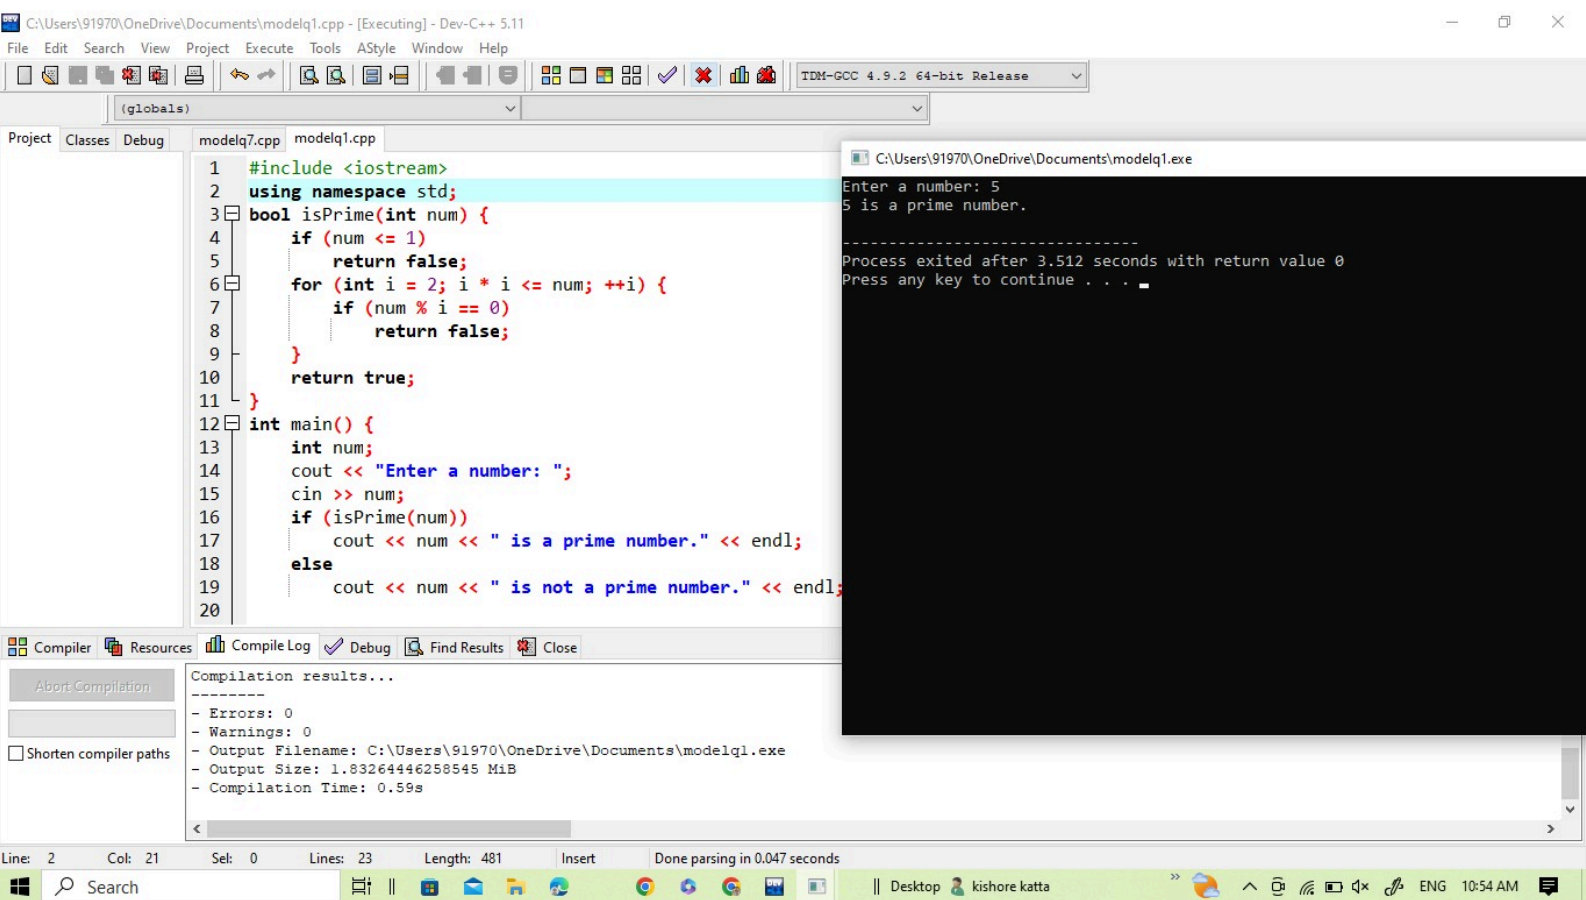 C:\Users\91970\OneDrive\Documents\modelq1.cpp - [Executing] - Dev-C++ 5.11
File Edit Search View Project Execute Tools AStyle Window Help
TDM-GCC 4.9.2 64-bit Release
(globals)
Project Classes Debug
modelq7.cpp modelq1.cpp
1 #include <iostream>
2 using namespace std;
3 bool isPrime(int num) {
4 if (num <= 1)
5 return false;
6 for (int i = 2; i * i <= num; ++i) {
7 if (num % i == 0)
8 return false;
9 }
10 return true;
11 }
12 int main() {
13 int num;
14 cout << "Enter a number: ";
15 cin >> num;
16 if (isPrime(num))
17 cout << num << " is a prime number." << endl;
18 else
19 cout << num << " is not a prime number." << endl;
20
C:\Users\91970\OneDrive\Documents\modelq1.exe
Enter a number: 5
5 is a prime number.
--------------------------------
Process exited after 3.512 seconds with return value 0
Press any key to continue . . .
Compiler Resources Compile Log Debug Find Results Close
Abort Compilation
Shorten compiler paths
Compilation results...
--------
- Errors: 0
- Warnings: 0
- Output Filename: C:\Users\91970\OneDrive\Documents\modelq1.exe
- Output Size: 1.83264446258545 MiB
- Compilation Time: 0.59s
Line: 2 Col: 21 Sel: 0 Lines: 23 Length: 481 Insert Done parsing in 0.047 seconds
Search
Desktop kishore katta
ENG 10:54 AM